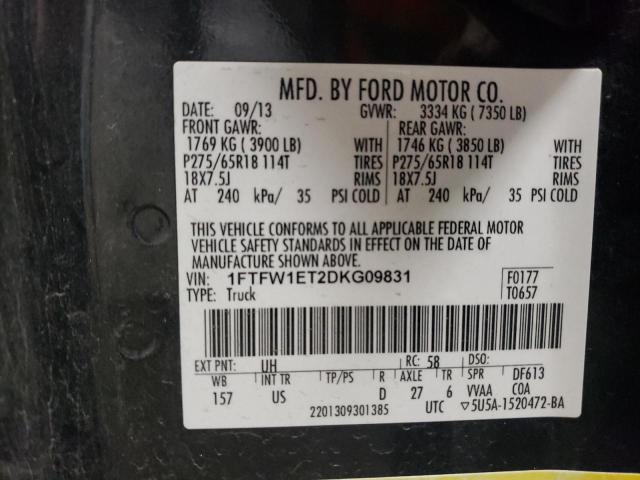 MFD. BY FORD MOTOR CO.
DATE: 09/13 GVWR: 3334 KG ( 7350 LB)
FRONT GAWR: REAR GAWR:
1769 KG ( 3900 LB) WITH 1746 KG ( 3850 LB) WITH
P275/65R18 114T TIRES P275/65R18 114T TIRES
18X7.5J RIMS 18X7.5J RIMS
AT 240 kPa/ 35 PSI COLD AT 240 kPa/ 35 PSI COLD
THIS VEHICLE CONFORMS TO ALL APPLICABLE FEDERAL MOTOR
VEHICLE SAFETY STANDARDS IN EFFECT ON THE DATE OF
MANUFACTURE SHOWN ABOVE.
VIN: 1FTFW1ET2DKG09831 F0177
TYPE: Truck T0657
EXT PNT: UH RC: 58 DSO:
WB INT TR TP/PS R AXLE TR SPR DF613
157 US D 27 6 VVAA COA
2201309301385 UTC ▽5U5A-1520472-BA